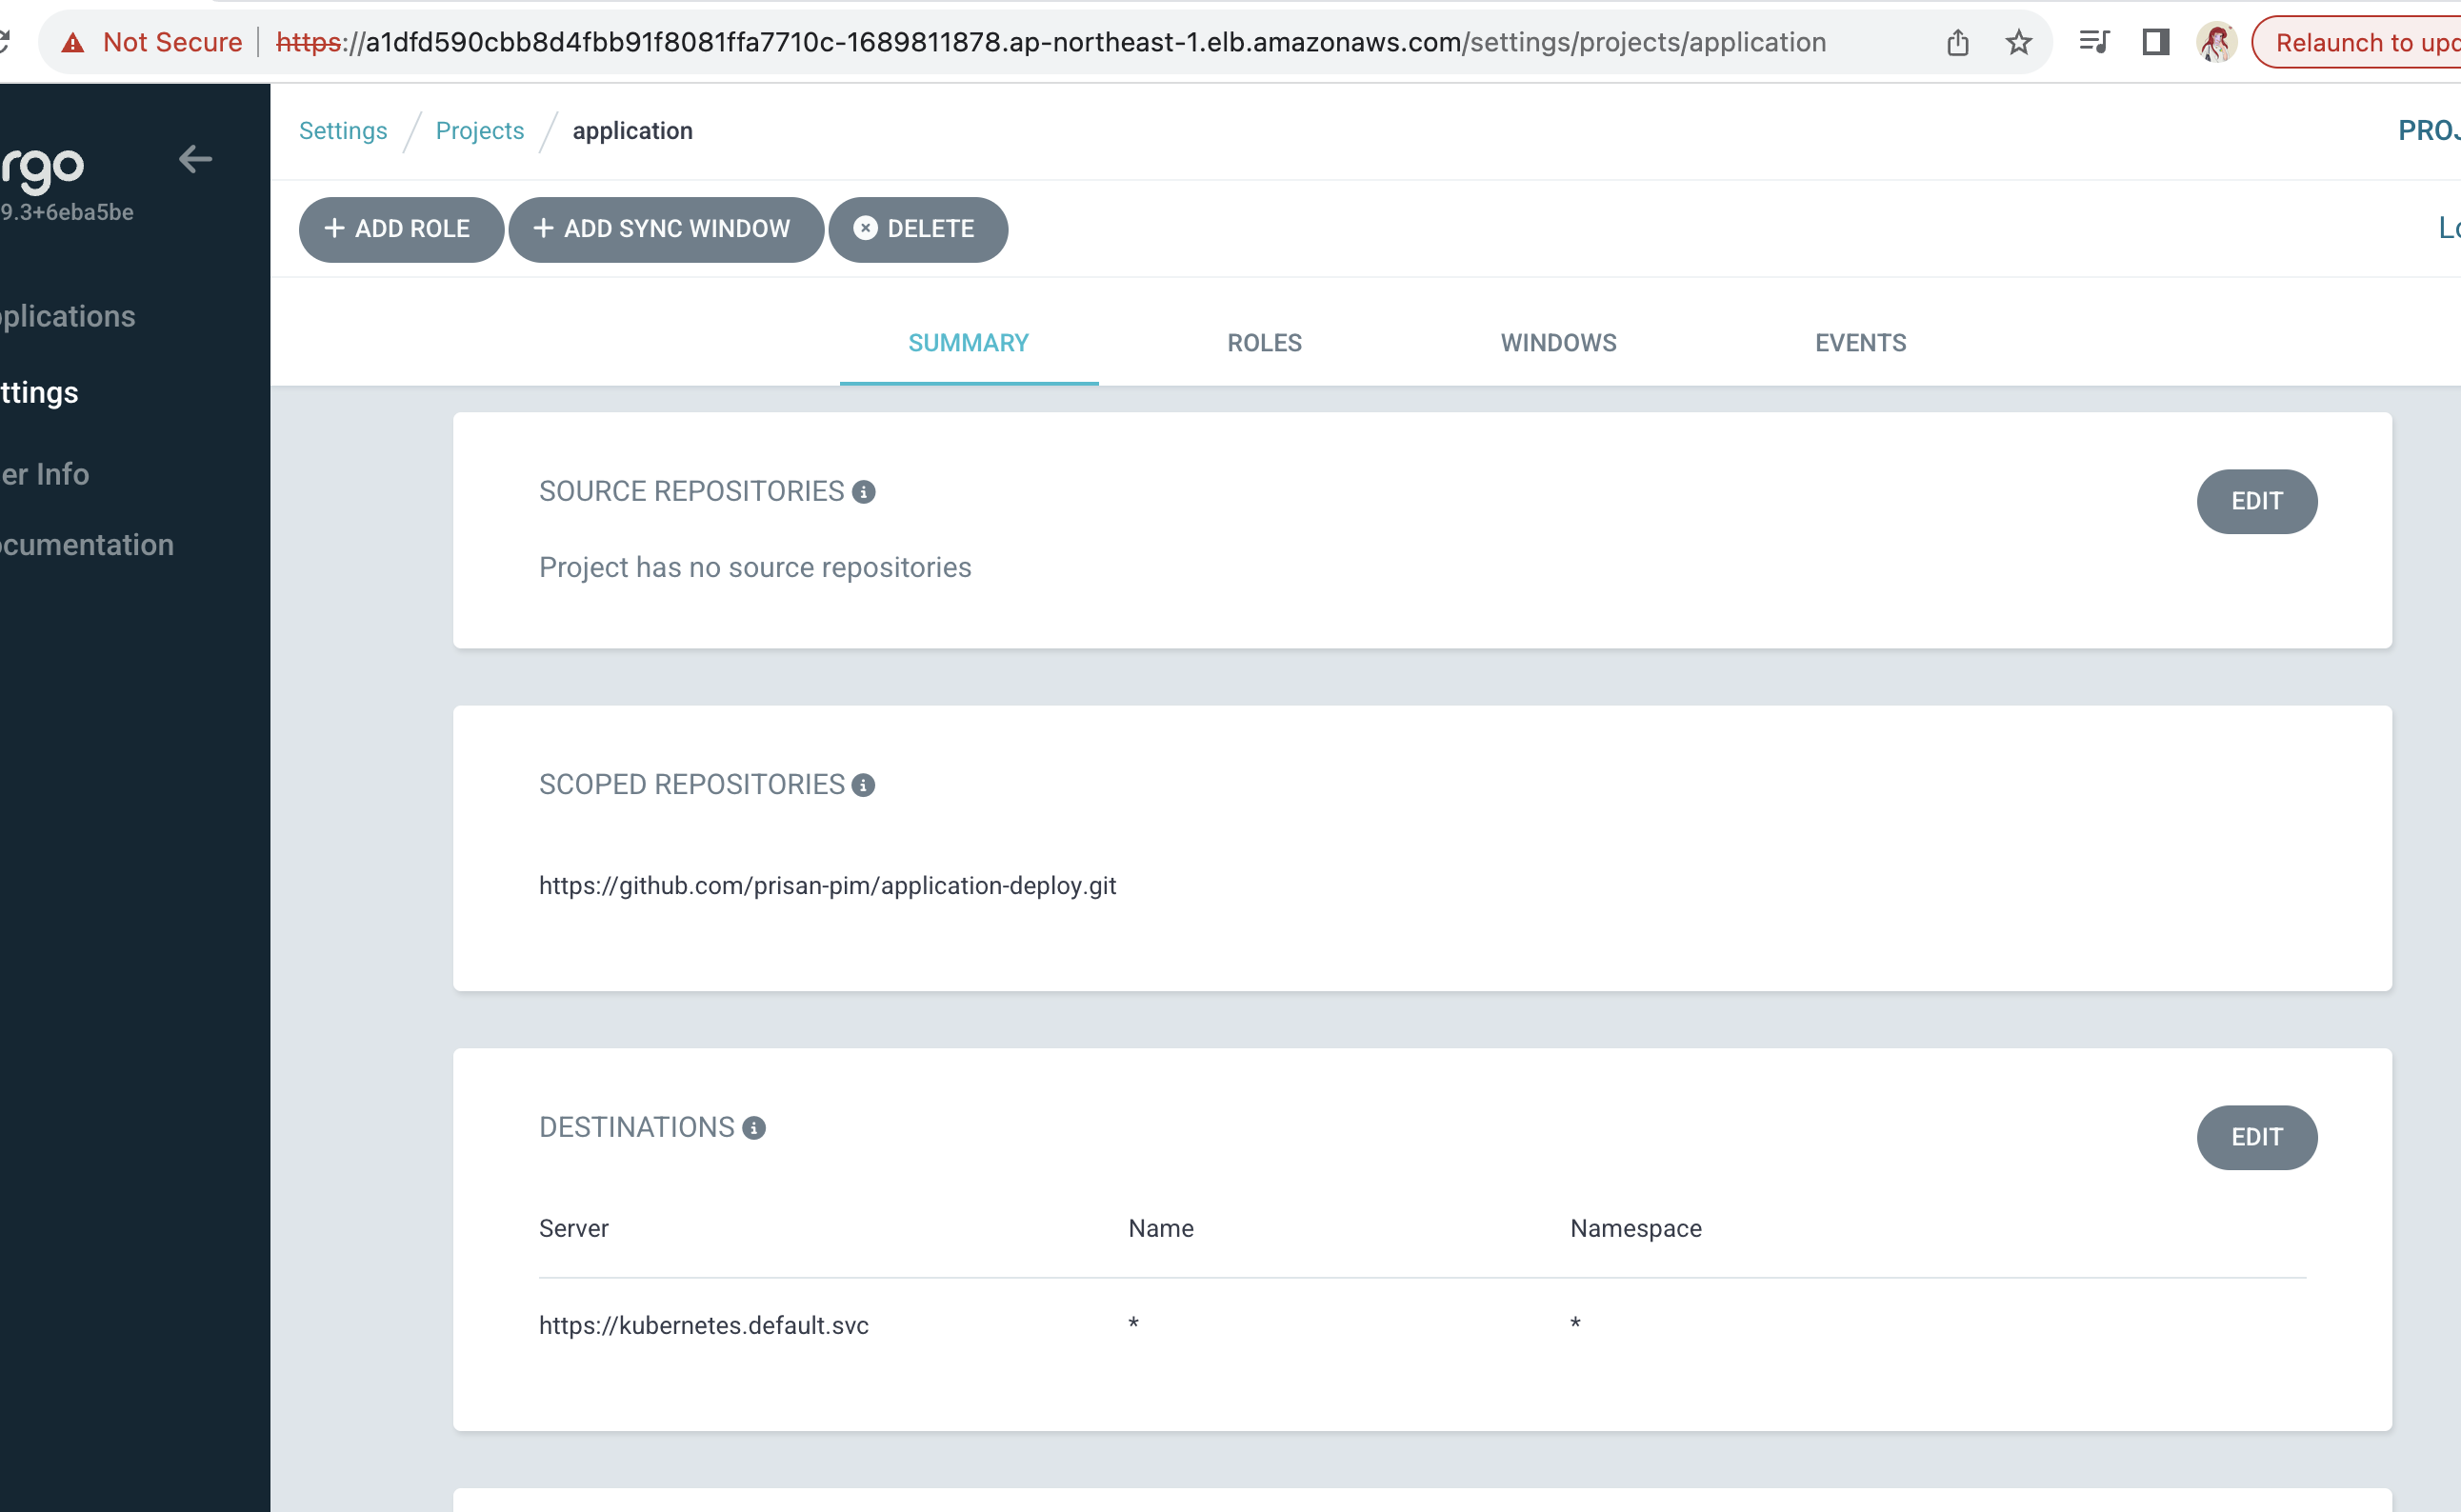 Not Secure | https://a1dfd590cbb8d4fbb91f8081ffa7710c-1689811878.ap-northeast-1.elb.amazonaws.com/settings/projects/application
Relaunch to upd
rgo
9.3+6eba5be
plications
ttings
er Info
cumentation
Settings / Projects / application
PROJ
+ ADD ROLE
+ ADD SYNC WINDOW
DELETE
Lo
SUMMARY
ROLES
WINDOWS
EVENTS
SOURCE REPOSITORIES
EDIT
Project has no source repositories
SCOPED REPOSITORIES
https://github.com/prisan-pim/application-deploy.git
DESTINATIONS
EDIT
Server Name Namespace
https://kubernetes.default.svc * *